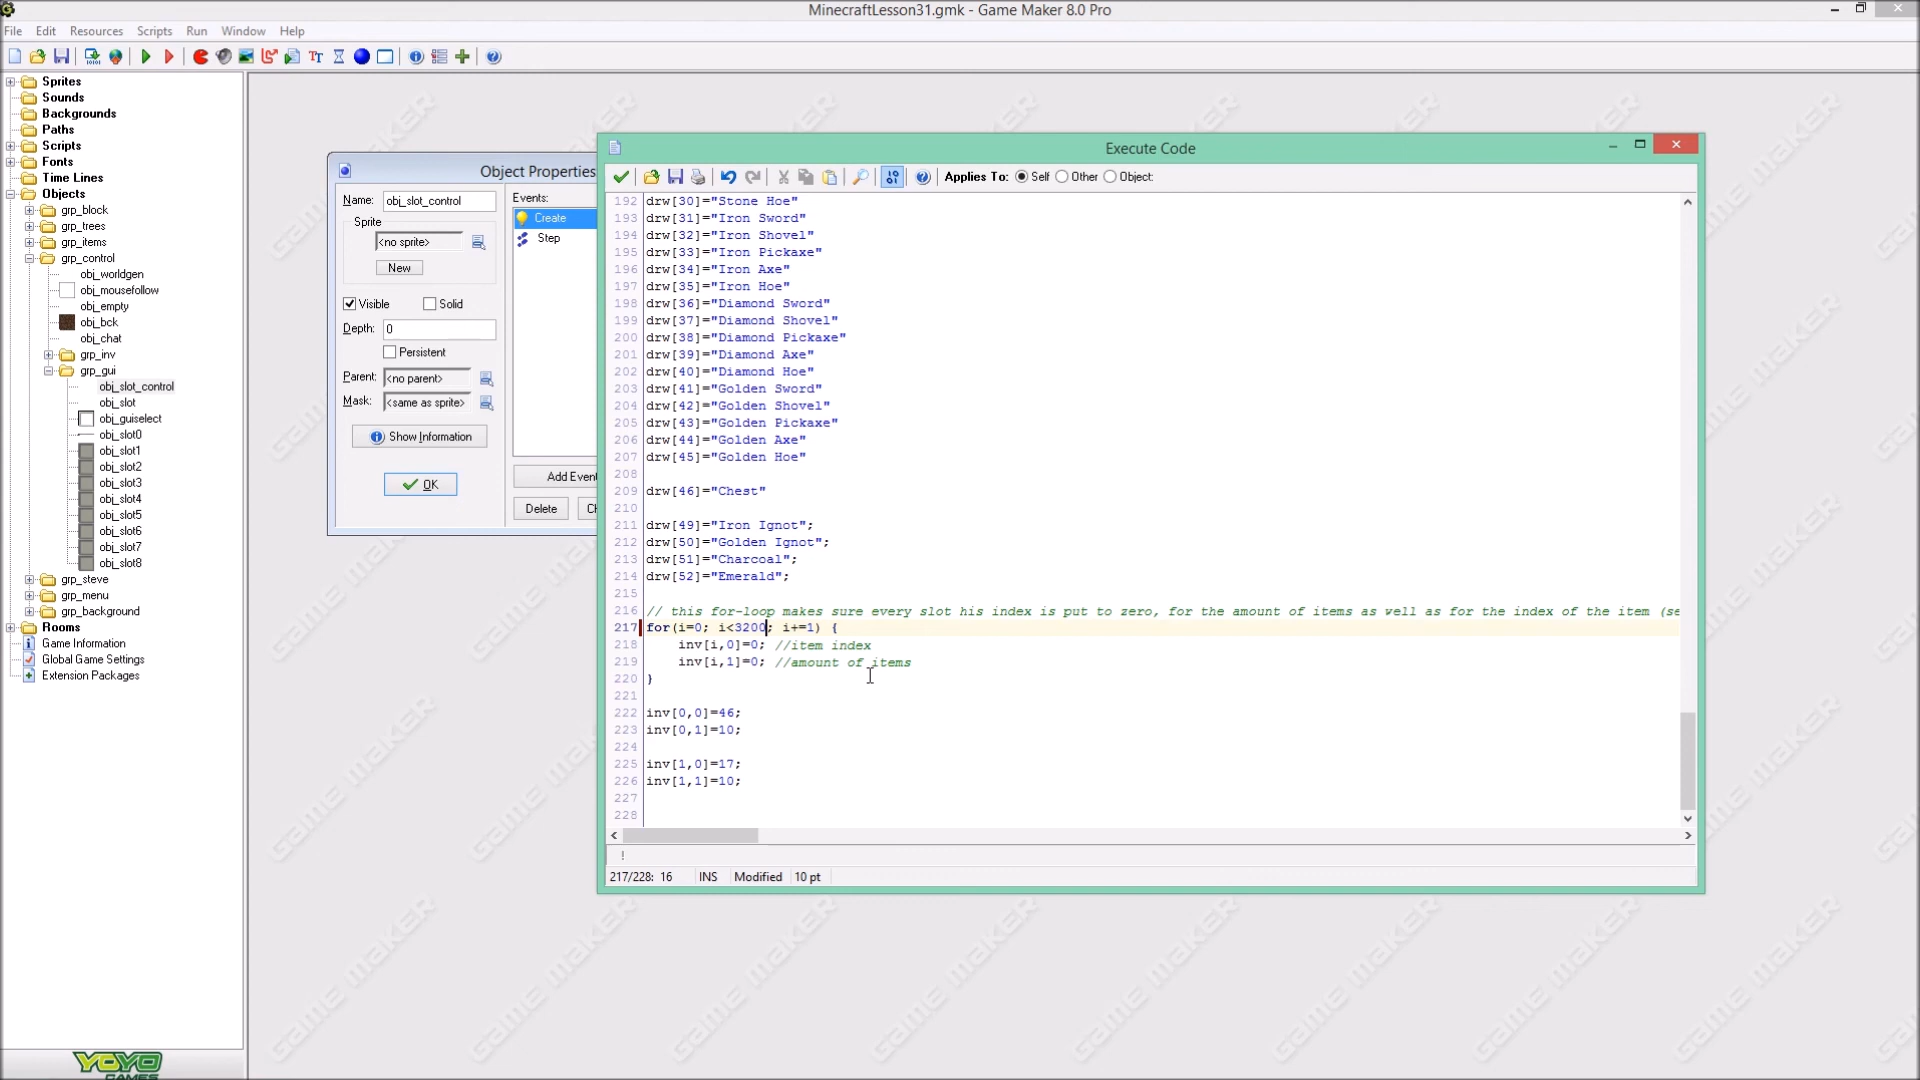 MinecraftLesson31.gmk - Game Maker 8.0 Pro
File Edit Resources Scripts Run Window Help
Sprites
Sounds
Backgrounds
Paths
Scripts
Fonts
Time Lines
Objects
grp_block
grp_trees
grp_items
grp_control
obj_worldgen
obj_mousefollow
obj_empty
obj_bck
obj_chat
grp_inv
grp_gui
obj_slot_control
obj_slot
obj_guiselect
obj_slot0
obj_slot1
obj_slot2
obj_slot3
obj_slot4
obj_slot5
obj_slot6
obj_slot7
obj_slot8
grp_steve
grp_menu
grp_background
Rooms
Game Information
Global Game Settings
Extension Packages
YOYO
GAMES
Object Properties
Name: obj_slot_control
Sprite
<no sprite>
New
Visible Solid
Depth: 0
Persistent
Parent: <no parent>
Mask: <same as sprite>
Show Information
OK
Events:
Create
Step
Add Event
Delete Ch
Execute Code
Applies To: Self Other Object:
192 drw[30]="Stone Hoe"
193 drw[31]="Iron Sword"
194 drw[32]="Iron Shovel"
195 drw[33]="Iron Pickaxe"
196 drw[34]="Iron Axe"
197 drw[35]="Iron Hoe"
198 drw[36]="Diamond Sword"
199 drw[37]="Diamond Shovel"
200 drw[38]="Diamond Pickaxe"
201 drw[39]="Diamond Axe"
202 drw[40]="Diamond Hoe"
203 drw[41]="Golden Sword"
204 drw[42]="Golden Shovel"
205 drw[43]="Golden Pickaxe"
206 drw[44]="Golden Axe"
207 drw[45]="Golden Hoe"
208
209 drw[46]="Chest"
210
211 drw[49]="Iron Ignot";
212 drw[50]="Golden Ignot";
213 drw[51]="Charcoal";
214 drw[52]="Emerald";
215
216 // this for-loop makes sure every slot his index is put to zero, for the amount of items as well as for the index of the item (se
217 for(i=0; i<3200; i+=1) {
218 inv[i,0]=0; //item index
219 inv[i,1]=0; //amount of items
220 }
221
222 inv[0,0]=46;
223 inv[0,1]=10;
224
225 inv[1,0]=17;
226 inv[1,1]=10;
227
228
!
217/228: 16 INS Modified 10 pt
GAME MAKER